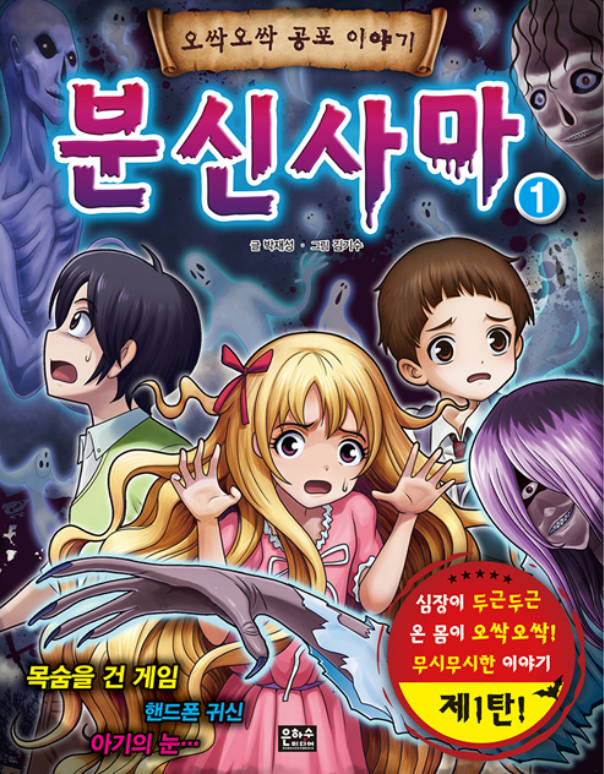 오싹오싹 공포 이야기
분신사마
1
글 박재성 · 그림 김기수
심장이 두근두근
온 몸이 오싹오싹!
무시무시한 이야기
제1탄!
목숨을 건 게임
핸드폰 귀신
아기의 눈···
은하수
미디어